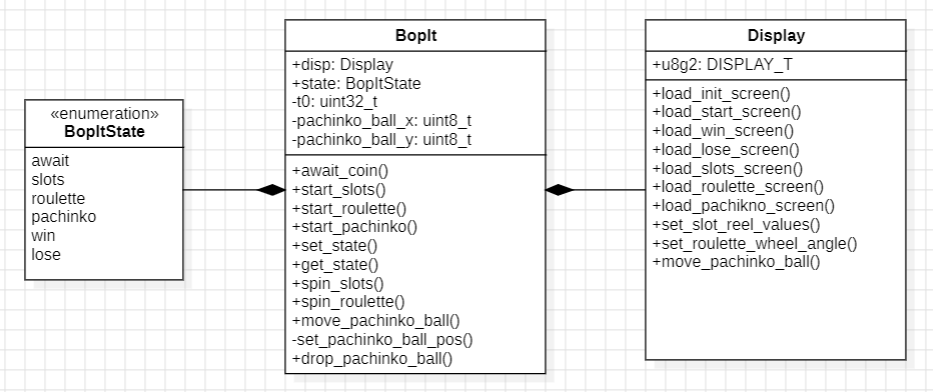 «enumeration»
BopItState
await
slots
roulette
pachinko
win
lose
BopIt
+disp: Display
+state: BopItState
-t0: uint32_t
-pachinko_ball_x: uint8_t
-pachinko_ball_y: uint8_t
+await_coin()
+start_slots()
+start_roulette()
+start_pachinko()
+set_state()
+get_state()
+spin_slots()
+spin_roulette()
+move_pachinko_ball()
-set_pachinko_ball_pos()
+drop_pachinko_ball()
Display
+u8g2: DISPLAY_T
+load_init_screen()
+load_start_screen()
+load_win_screen()
+load_lose_screen()
+load_slots_screen()
+load_roulette_screen()
+load_pachikno_screen()
+set_slot_reel_values()
+set_roulette_wheel_angle()
+move_pachinko_ball()